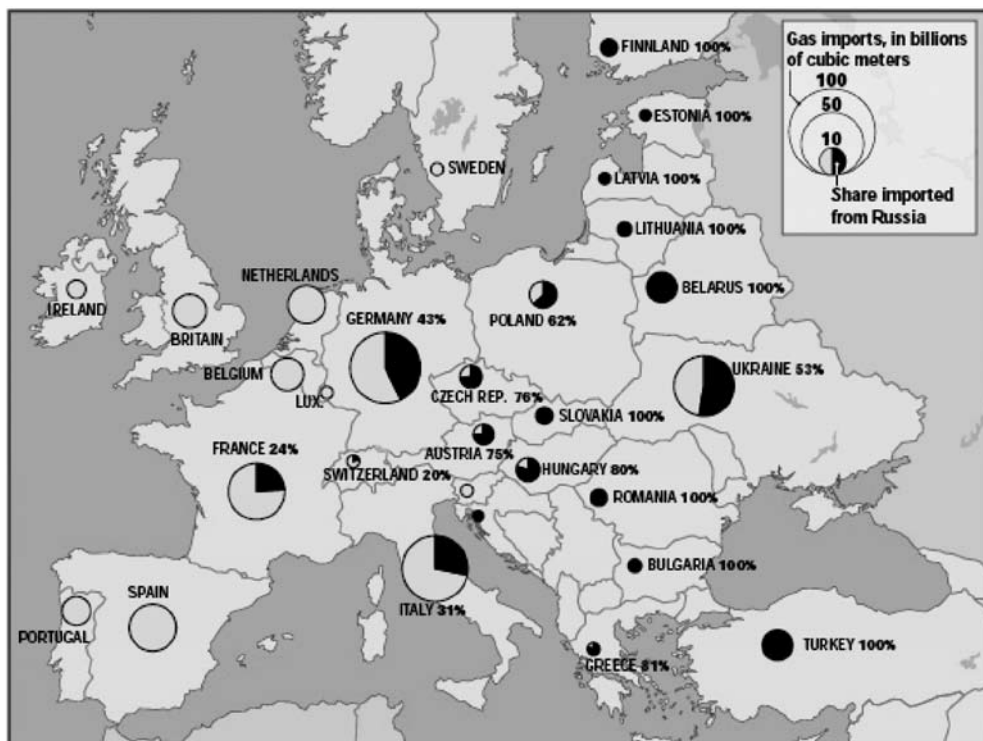 Gas imports, in billions
of cubic meters
100
50
10
Share imported
from Russia
FINNLAND 100%
ESTONIA 100%
SWEDEN
LATVIA 100%
LITHUANIA 100%
NETHERLANDS
BELARUS 100%
IRELAND
GERMANY 43%
POLAND 62%
BRITAIN
UKRAINE 53%
BELGIUM
LUX.
CZECH REP. 76%
SLOVAKIA 100%
FRANCE 24%
AUSTRIA 75%
SWITZERLAND 20%
HUNGARY 80%
ROMANIA 100%
BULGARIA 100%
SPAIN
ITALY 31%
PORTUGAL
TURKEY 100%
GREECE 81%